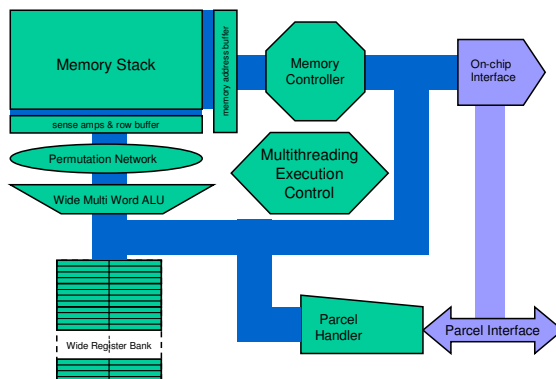 Memory Stack
memory address buffer
Memory
Controller
On-chip
Interface
sense amps & row buffer
Permutation Network
Multithreading
Execution
Control
Wide Multi Word ALU
Wide Register Bank
Parcel
Handler
Parcel Interface